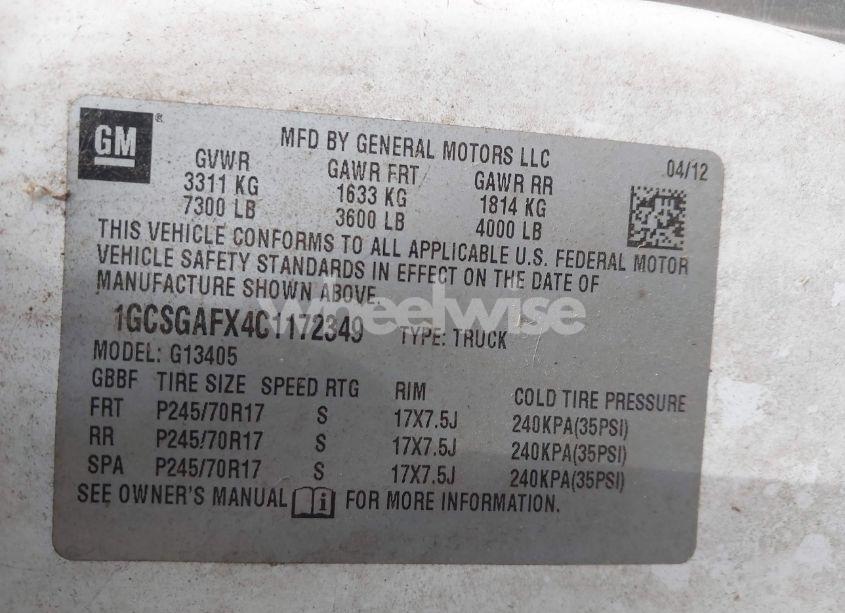 GM
MFD BY GENERAL MOTORS LLC
04/12
GVWR GAWR FRT GAWR RR
3311 KG 1633 KG 1814 KG
7300 LB 3600 LB 4000 LB
THIS VEHICLE CONFORMS TO ALL APPLICABLE U.S. FEDERAL MOTOR
VEHICLE SAFETY STANDARDS IN EFFECT ON THE DATE OF
MANUFACTURE SHOWN ABOVE.
1GCSGAFX4C1172349 TYPE: TRUCK
MODEL: G13405
GBBF TIRE SIZE SPEED RTG RIM COLD TIRE PRESSURE
FRT P245/70R17 S 17X7.5J 240KPA(35PSI)
RR P245/70R17 S 17X7.5J 240KPA(35PSI)
SPA P245/70R17 S 17X7.5J 240KPA(35PSI)
SEE OWNER'S MANUAL i FOR MORE INFORMATION.
Wheelwise